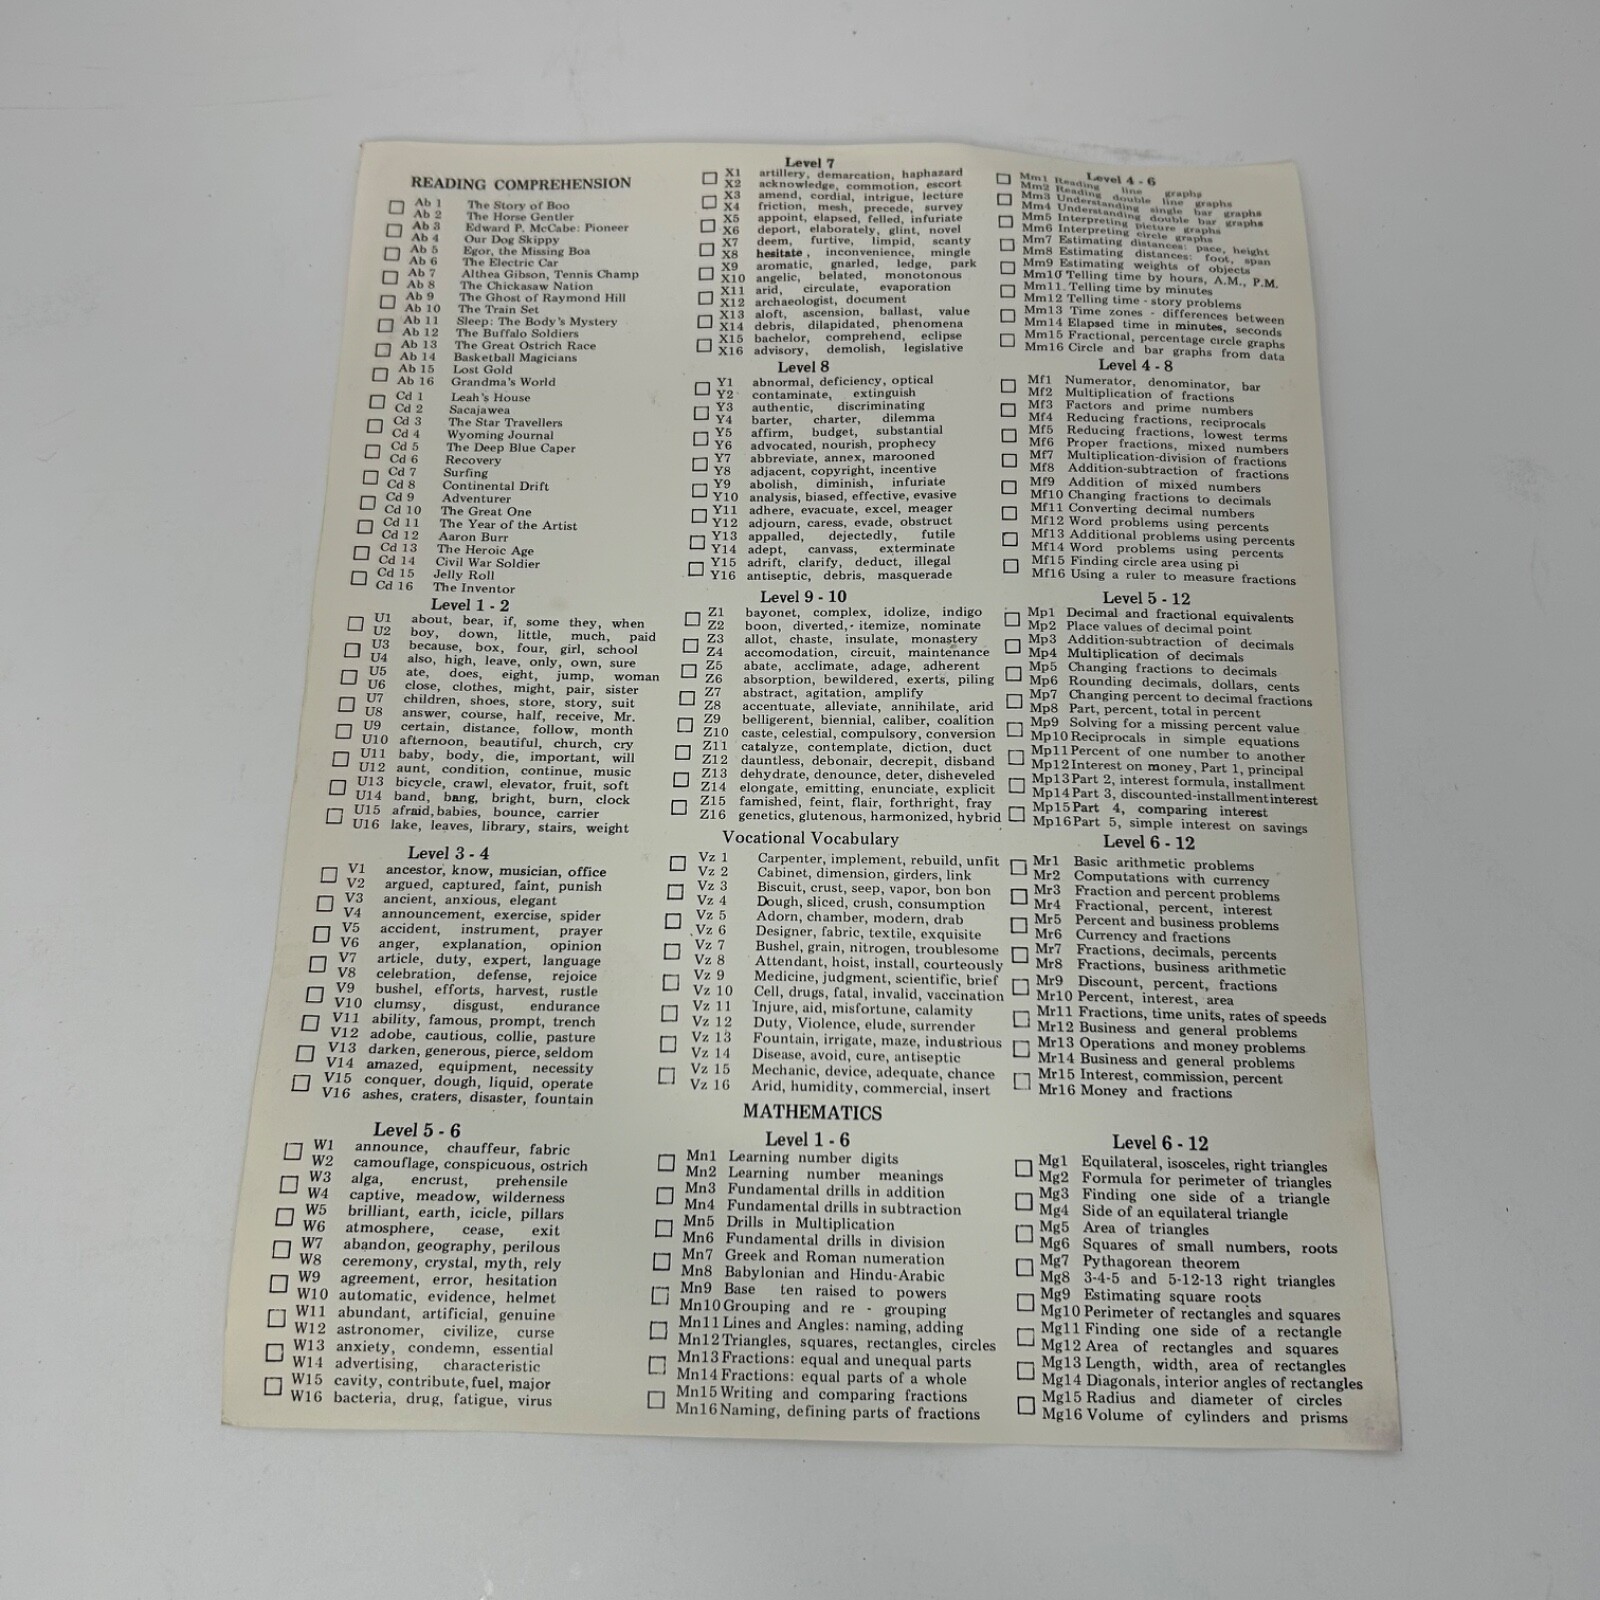 READING COMPREHENSION
Ab 1 The Story of Boo
Ab 2 The Horse Gentler
Ab 3 Edward P. McCabe: Pioneer
Ab 4 Our Dog Skippy
Ab 5 Egor, the Missing Boa
Ab 6 The Electric Car
Ab 7 Althea Gibson, Tennis Champ
Ab 8 The Chickasaw Nation
Ab 9 The Ghost of Raymond Hill
Ab 10 The Train Set
Ab 11 Sleep: The Body's Mystery
Ab 12 The Buffalo Soldiers
Ab 13 The Great Ostrich Race
Ab 14 Basketball Magicians
Ab 15 Lost Gold
Ab 16 Grandma's World
Cd 1 Leah's House
Cd 2 Sacajawea
Cd 3 The Star Travellers
Cd 4 Wyoming Journal
Cd 5 The Deep Blue Caper
Cd 6 Recovery
Cd 7 Surfing
Cd 8 Continental Drift
Cd 9 Adventurer
Cd 10 The Great One
Cd 11 The Year of the Artist
Cd 12 Aaron Burr
Cd 13 The Heroic Age
Cd 14 Civil War Soldier
Cd 15 Jelly Roll
Cd 16 The Inventor
Level 1 - 2
U1 about, bear, if, some they, when
U2 boy, down, little, much, paid
U3 because, box, four, girl, school
U4 also, high, leave, only, own, sure
U5 ate, does, eight, jump, woman
U6 close, clothes, might, pair, sister
U7 children, shoes, store, story, suit
U8 answer, course, half, receive, Mr.
U9 certain, distance, follow, month
U10 afternoon, beautiful, church, cry
U11 baby, body, die, important, will
U12 aunt, condition, continue, music
U13 bicycle, crawl, elevator, fruit, soft
U14 band, bang, bright, burn, clock
U15 afraid, babies, bounce, carrier
U16 lake, leaves, library, stairs, weight
Level 3 - 4
V1 ancestor, know, musician, office
V2 argued, captured, faint, punish
V3 ancient, anxious, elegant
V4 announcement, exercise, spider
V5 accident, instrument, prayer
V6 anger, explanation, opinion
V7 article, duty, expert, language
V8 celebration, defense, rejoice
V9 bushel, efforts, harvest, rustle
V10 clumsy, disgust, endurance
V11 ability, famous, prompt, trench
V12 adobe, cautious, collie, pasture
V13 darken, generous, pierce, seldom
V14 amazed, equipment, necessity
V15 conquer, dough, liquid, operate
V16 ashes, craters, disaster, fountain
Level 5 - 6
W1 announce, chauffeur, fabric
W2 camouflage, conspicuous, ostrich
W3 alga, encrust, prehensile
W4 captive, meadow, wilderness
W5 brilliant, earth, icicle, pillars
W6 atmosphere, cease, exit
W7 abandon, geography, perilous
W8 ceremony, crystal, myth, rely
W9 agreement, error, hesitation
W10 automatic, evidence, helmet
W11 abundant, artificial, genuine
W12 astronomer, civilize, curse
W13 anxiety, condemn, essential
W14 advertising, characteristic
W15 cavity, contribute, fuel, major
W16 bacteria, drug, fatigue, virus
Level 7
X1 artillery, demarcation, haphazard
X2 acknowledge, commotion, escort
X3 amend, cordial, intrigue, lecture
X4 friction, mesh, precede, survey
X5 appoint, elapsed, felled, infuriate
X6 deport, elaborately, glint, novel
X7 deem, furtive, limpid, scanty
X8 hesitate, inconvenience, mingle
X9 aromatic, gnarled, ledge, park
X10 angelic, belated, monotonous
X11 arid, circulate, evaporation
X12 archaeologist, document
X13 aloft, ascension, ballast, value
X14 debris, dilapidated, phenomena
X15 bachelor, comprehend, eclipse
X16 advisory, demolish, legislative
Level 8
Y1 abnormal, deficiency, optical
Y2 contaminate, extinguish
Y3 authentic, discriminating
Y4 barter, charter, dilemma
Y5 affirm, budget, substantial
Y6 advocated, nourish, prophecy
Y7 abbreviate, annex, marooned
Y8 adjacent, copyright, incentive
Y9 abolish, diminish, infuriate
Y10 analysis, biased, effective, evasive
Y11 adhere, evacuate, excel, meager
Y12 adjourn, caress, evade, obstruct
Y13 appalled, dejectedly, futile
Y14 adept, canvass, exterminate
Y15 adrift, clarify, deduct, illegal
Y16 antiseptic, debris, masquerade
Level 9 - 10
Z1 bayonet, complex, idolize, indigo
Z2 boon, diverted, itemize, nominate
Z3 allot, chaste, insulate, monastery
Z4 accomodation, circuit, maintenance
Z5 abate, acclimate, adage, adherent
Z6 absorption, bewildered, exerts, piling
Z7 abstract, agitation, amplify
Z8 accentuate, alleviate, annihilate, arid
Z9 belligerent, biennial, caliber, coalition
Z10 caste, celestial, compulsory, conversion
Z11 catalyze, contemplate, diction, duct
Z12 dauntless, debonair, decrepit, disband
Z13 dehydrate, denounce, deter, disheveled
Z14 elongate, emitting, enunciate, explicit
Z15 famished, feint, flair, forthright, fray
Z16 genetics, glutenous, harmonized, hybrid
Vocational Vocabulary
Vz 1 Carpenter, implement, rebuild, unfit
Vz 2 Cabinet, dimension, girders, link
Vz 3 Biscuit, crust, seep, vapor, bon bon
Vz 4 Dough, sliced, crush, consumption
Vz 5 Adorn, chamber, modern, drab
Vz 6 Designer, fabric, textile, exquisite
Vz 7 Bushel, grain, nitrogen, troublesome
Vz 8 Attendant, hoist, install, courteously
Vz 9 Medicine, judgment, scientific, brief
Vz 10 Cell, drugs, fatal, invalid, vaccination
Vz 11 Injure, aid, misfortune, calamity
Vz 12 Duty, Violence, elude, surrender
Vz 13 Fountain, irrigate, maze, industrious
Vz 14 Disease, avoid, cure, antiseptic
Vz 15 Mechanic, device, adequate, chance
Vz 16 Arid, humidity, commercial, insert
MATHEMATICS
Level 1 - 6
Mn1 Learning number digits
Mn2 Learning number meanings
Mn3 Fundamental drills in addition
Mn4 Fundamental drills in subtraction
Mn5 Drills in Multiplication
Mn6 Fundamental drills in division
Mn7 Greek and Roman numeration
Mn8 Babylonian and Hindu-Arabic
Mn9 Base ten raised to powers
Mn10 Grouping and re - grouping
Mn11 Lines and Angles: naming, adding
Mn12 Triangles, squares, rectangles, circles
Mn13 Fractions: equal and unequal parts
Mn14 Fractions: equal parts of a whole
Mn15 Writing and comparing fractions
Mn16 Naming, defining parts of fractions
Level 4 - 6
Mm1 Reading line graphs
Mm2 Reading double line graphs
Mm3 Understanding single bar graphs
Mm4 Understanding double bar graphs
Mm5 Interpreting picture graphs
Mm6 Interpreting circle graphs
Mm7 Estimating distances: pace, height
Mm8 Estimating distances: foot, span
Mm9 Estimating weights of objects
Mm10 Telling time by hours, A.M., P.M.
Mm11. Telling time by minutes
Mm12 Telling time - story problems
Mm13 Time zones - differences between
Mm14 Elapsed time in minutes, seconds
Mm15 Fractional, percentage circle graphs
Mm16 Circle and bar graphs from data
Level 4 - 8
Mf1 Numerator, denominator, bar
Mf2 Multiplication of fractions
Mf3 Factors and prime numbers
Mf4 Reducing fractions, reciprocals
Mf5 Reducing fractions, lowest terms
Mf6 Proper fractions, mixed numbers
Mf7 Multiplication-division of fractions
Mf8 Addition-subtraction of fractions
Mf9 Addition of mixed numbers
Mf10 Changing fractions to decimals
Mf11 Converting decimal numbers
Mf12 Word problems using percents
Mf13 Additional problems using percents
Mf14 Word problems using percents
Mf15 Finding circle area using pi
Mf16 Using a ruler to measure fractions
Level 5 - 12
Mp1 Decimal and fractional equivalents
Mp2 Place values of decimal point
Mp3 Addition-subtraction of decimals
Mp4 Multiplication of decimals
Mp5 Changing fractions to decimals
Mp6 Rounding decimals, dollars, cents
Mp7 Changing percent to decimal fractions
Mp8 Part, percent, total in percent
Mp9 Solving for a missing percent value
Mp10 Reciprocals in simple equations
Mp11 Percent of one number to another
Mp12 Interest on money, Part 1, principal
Mp13 Part 2, interest formula, installment
Mp14 Part 3, discounted-installment interest
Mp15 Part 4, comparing interest
Mp16 Part 5, simple interest on savings
Level 6 - 12
Mr1 Basic arithmetic problems
Mr2 Computations with currency
Mr3 Fraction and percent problems
Mr4 Fractional, percent, interest
Mr5 Percent and business problems
Mr6 Currency and fractions
Mr7 Fractions, decimals, percents
Mr8 Fractions, business arithmetic
Mr9 Discount, percent, fractions
Mr10 Percent, interest, area
Mr11 Fractions, time units, rates of speeds
Mr12 Business and general problems
Mr13 Operations and money problems
Mr14 Business and general problems
Mr15 Interest, commission, percent
Mr16 Money and fractions
Level 6 - 12
Mg1 Equilateral, isosceles, right triangles
Mg2 Formula for perimeter of triangles
Mg3 Finding one side of a triangle
Mg4 Side of an equilateral triangle
Mg5 Area of triangles
Mg6 Squares of small numbers, roots
Mg7 Pythagorean theorem
Mg8 3-4-5 and 5-12-13 right triangles
Mg9 Estimating square roots
Mg10 Perimeter of rectangles and squares
Mg11 Finding one side of a rectangle
Mg12 Area of rectangles and squares
Mg13 Length, width, area of rectangles
Mg14 Diagonals, interior angles of rectangles
Mg15 Radius and diameter of circles
Mg16 Volume of cylinders and prisms